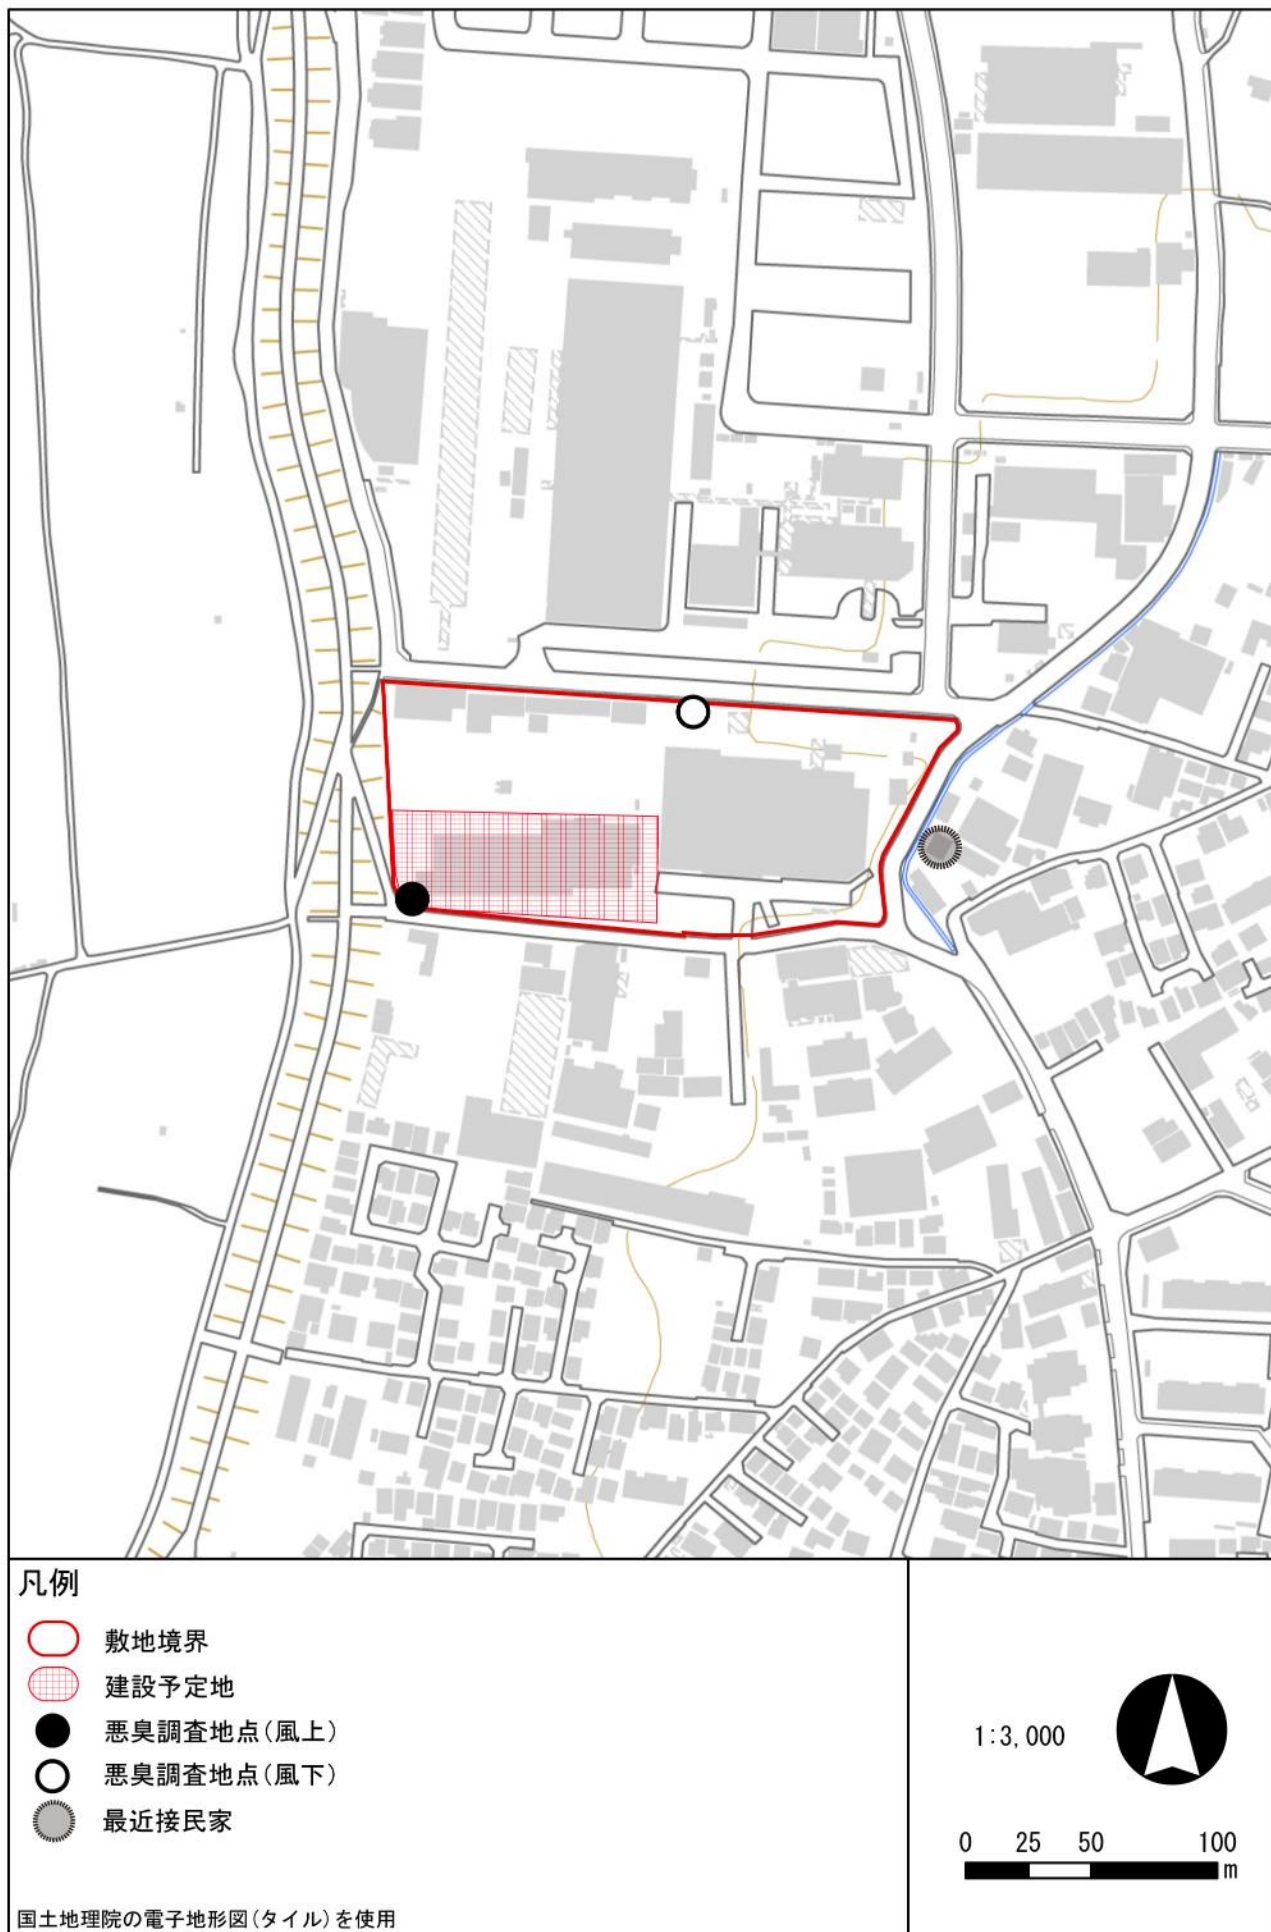 凡例
敷地境界
建設予定地
悪臭調査地点(風上)
悪臭調査地点(風下)
最近接民家
国土地理院の電子地形図(タイル)を使用
1:3,000
0 25 50 100
m